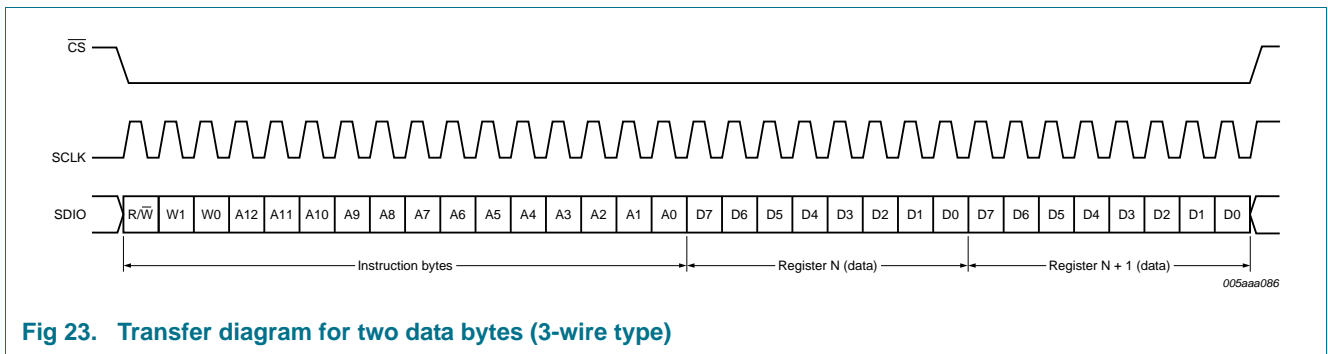 CS
SCLK
SDIO R/W W1 W0 A12 A11 A10 A9 A8 A7 A6 A5 A4 A3 A2 A1 A0 D7 D6 D5 D4 D3 D2 D1 D0 D7 D6 D5 D4 D3 D2 D1 D0
Instruction bytes Register N (data) Register N + 1 (data)
005aaa086
Fig 23. Transfer diagram for two data bytes (3-wire type)